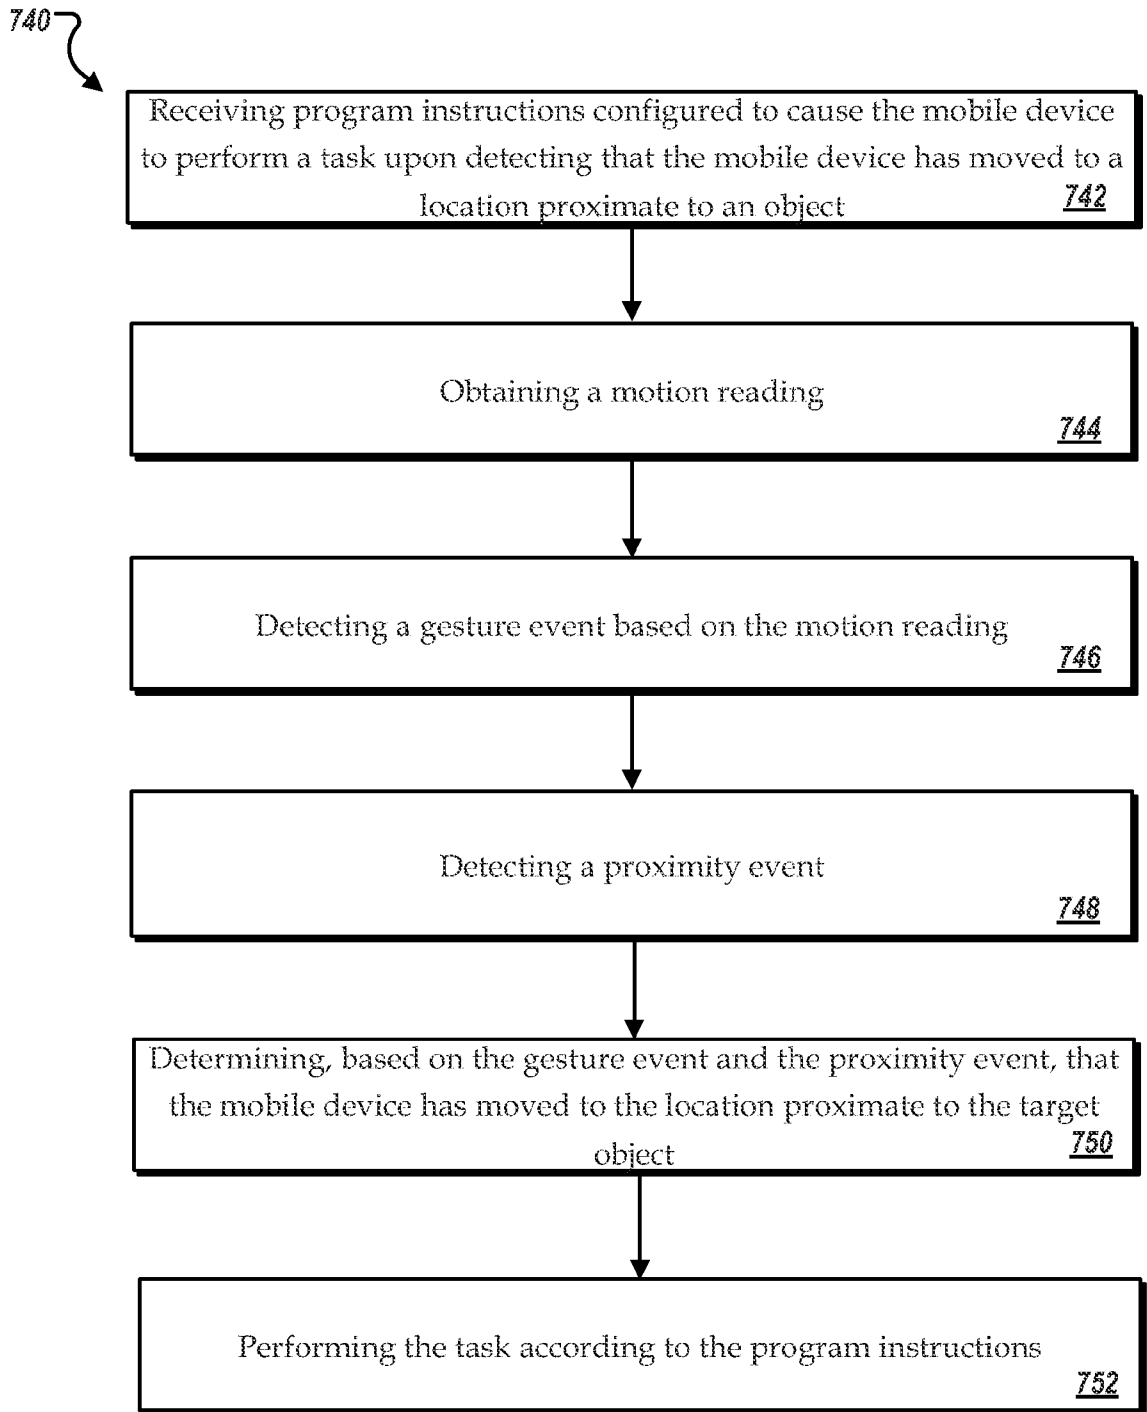 740
Receiving program instructions configured to cause the mobile device
to perform a task upon detecting that the mobile device has moved to a
location proximate to an object
742
Obtaining a motion reading
744
Detecting a gesture event based on the motion reading
746
Detecting a proximity event
748
Determining, based on the gesture event and the proximity event, that
the mobile device has moved to the location proximate to the target
object
750
Performing the task according to the program instructions
752